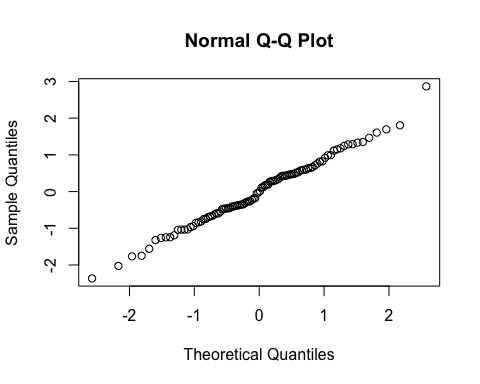 Normal Q-Q Plot
Sample Quantiles
3
2
1
0
-1
-2
-2 -1 0 1 2
Theoretical Quantiles